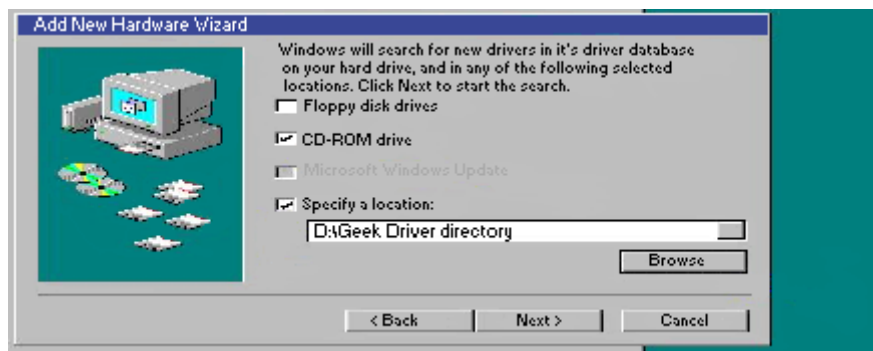 Add New Hardware Wizard
Windows will search for new drivers in it's driver database
on your hard drive, and in any of the following selected
locations. Click Next to start the search.
Floppy disk drives
CD-ROM drive
Microsoft Windows Update
Specify a location:
D:\Geek Driver directory
Browse
< Back
Next >
Cancel